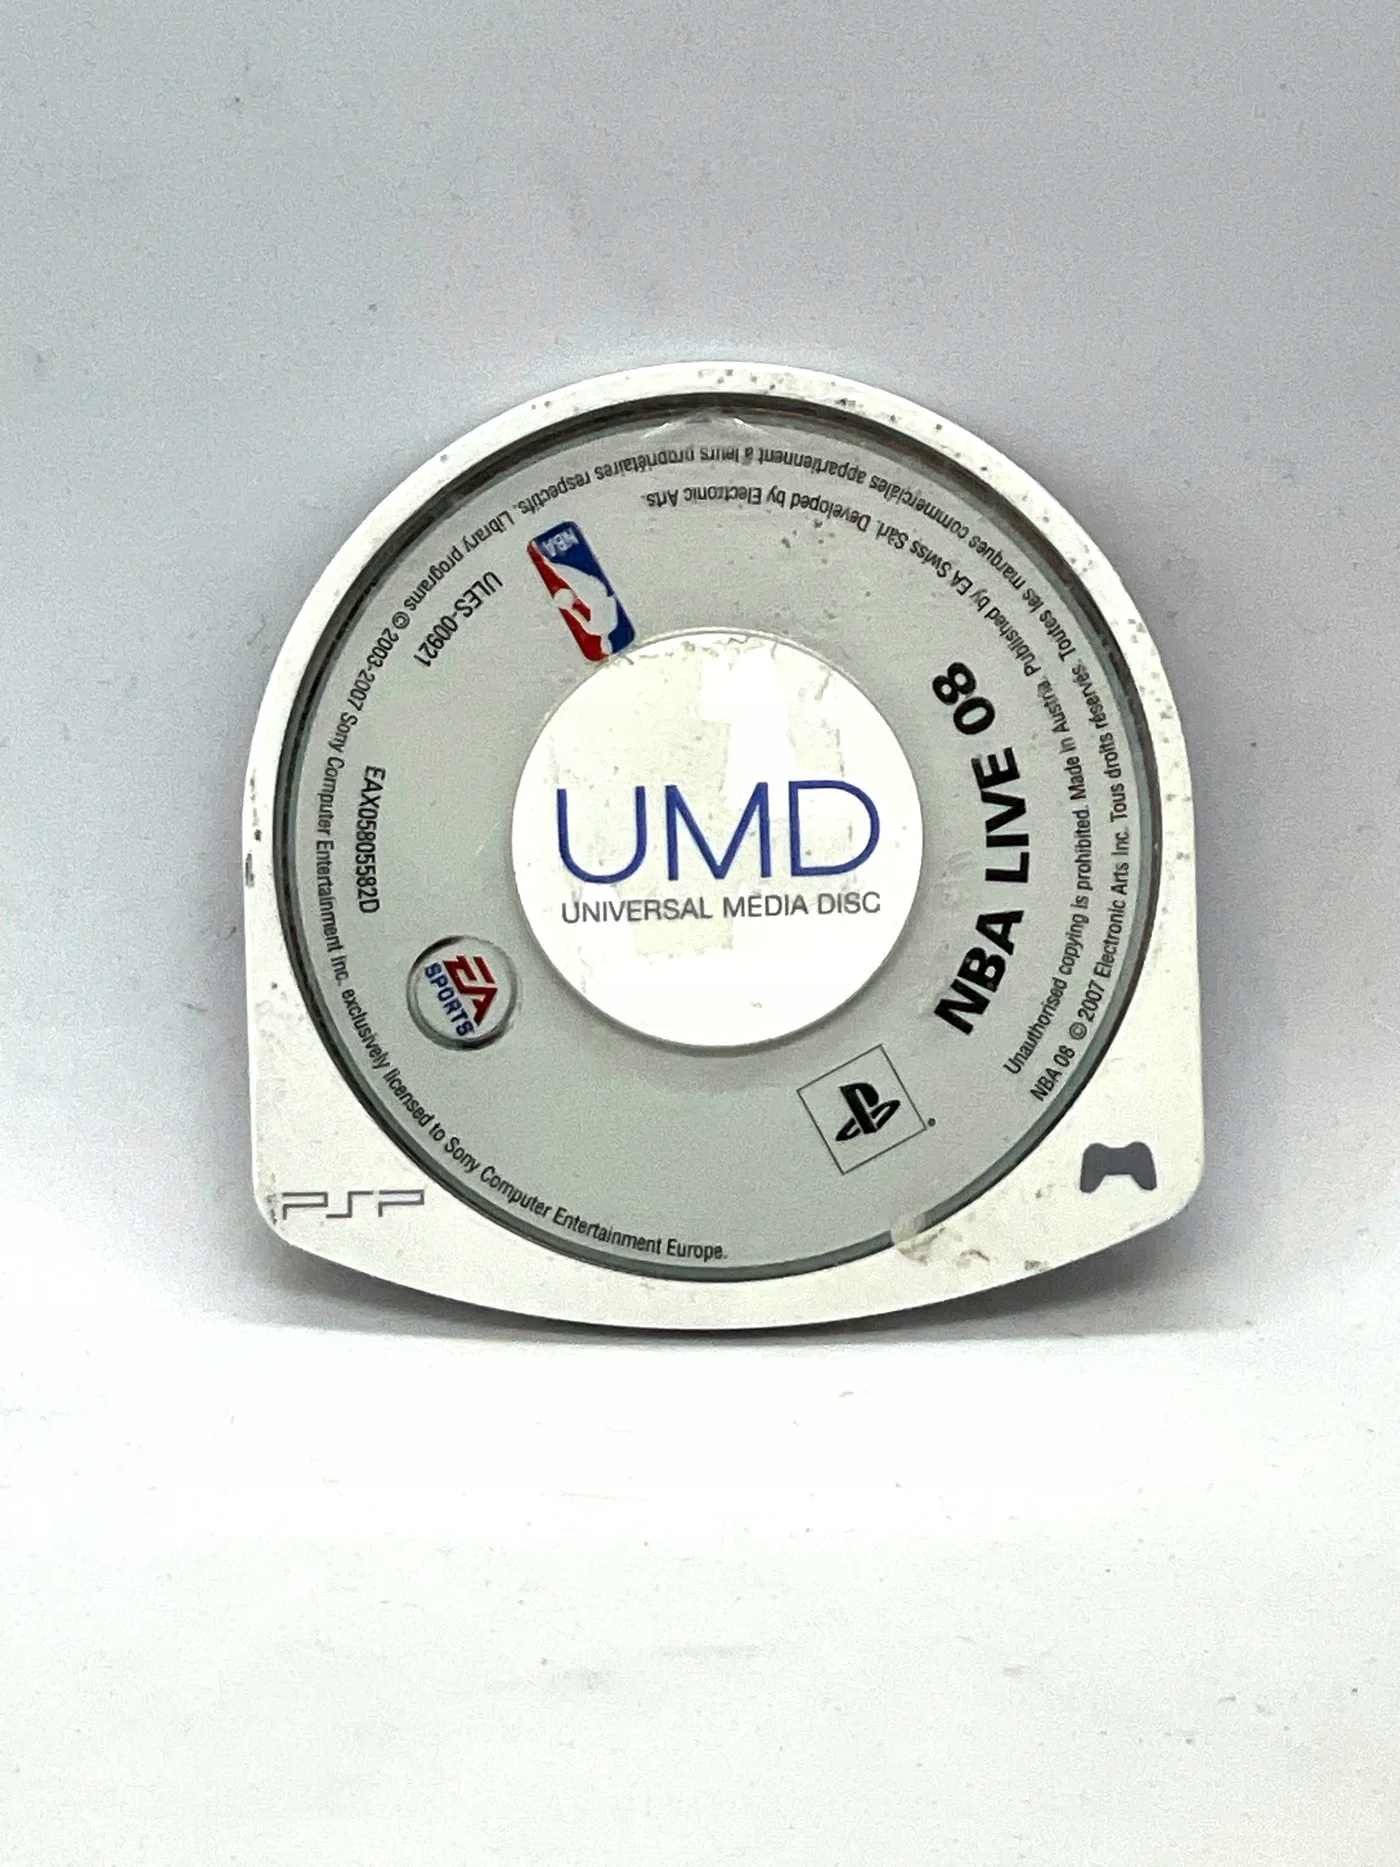 NBA 08 © 2007 Electronic Arts Inc. Tous droits réservés. Toutes les marques commerciales appartiennent à leurs propriétaires respectifs. Library programs © 2003-2007 Sony Computer Entertainment Inc. exclusively licensed to Sony Computer Entertainment Europe.
Unauthorised copying is prohibited. Made in Austria. Published by EA Swiss Sàrl. Developed by Electronic Arts.
NBA LIVE 08
NBA
ULES-00921
EAX05805582D
EA
SPORTS
UMD
UNIVERSAL MEDIA DISC
PSP